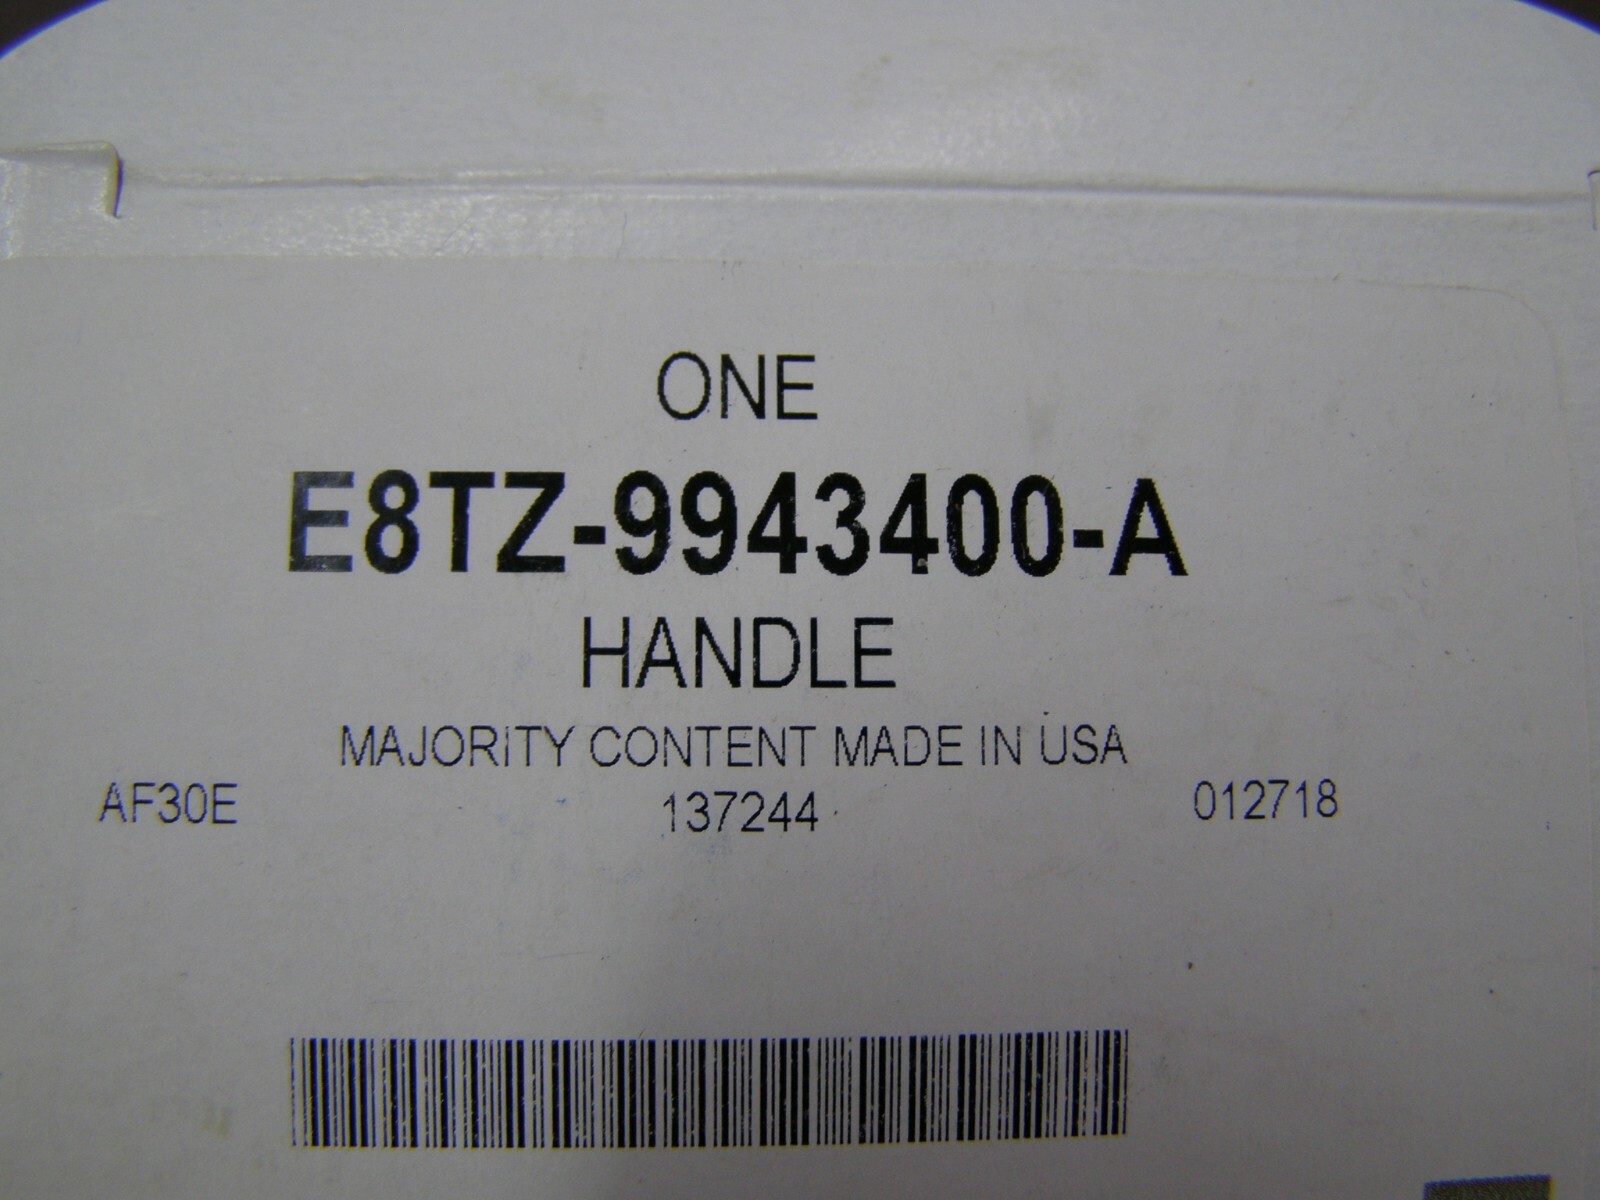 ONE
E8TZ-9943400-A
HANDLE
MAJORITY CONTENT MADE IN USA
AF30E 137244 012718